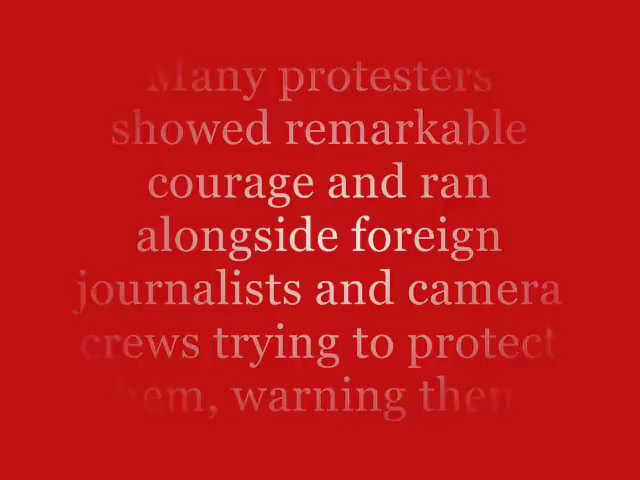 Many protesters
showed remarkable
courage and ran
alongside foreign
journalists and camera
crews trying to protect
them, warning them